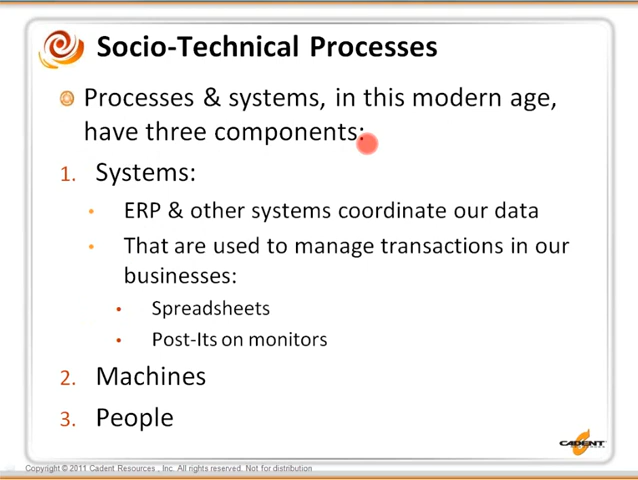 Socio-Technical Processes
Processes & systems, in this modern age,
have three components:
1. Systems:
• ERP & other systems coordinate our data
• That are used to manage transactions in our
businesses:
• Spreadsheets
• Post-Its on monitors
2. Machines
3. People
CADENT
Copyright © 2011 Cadent Resources , Inc. All rights reserved. Not for distribution